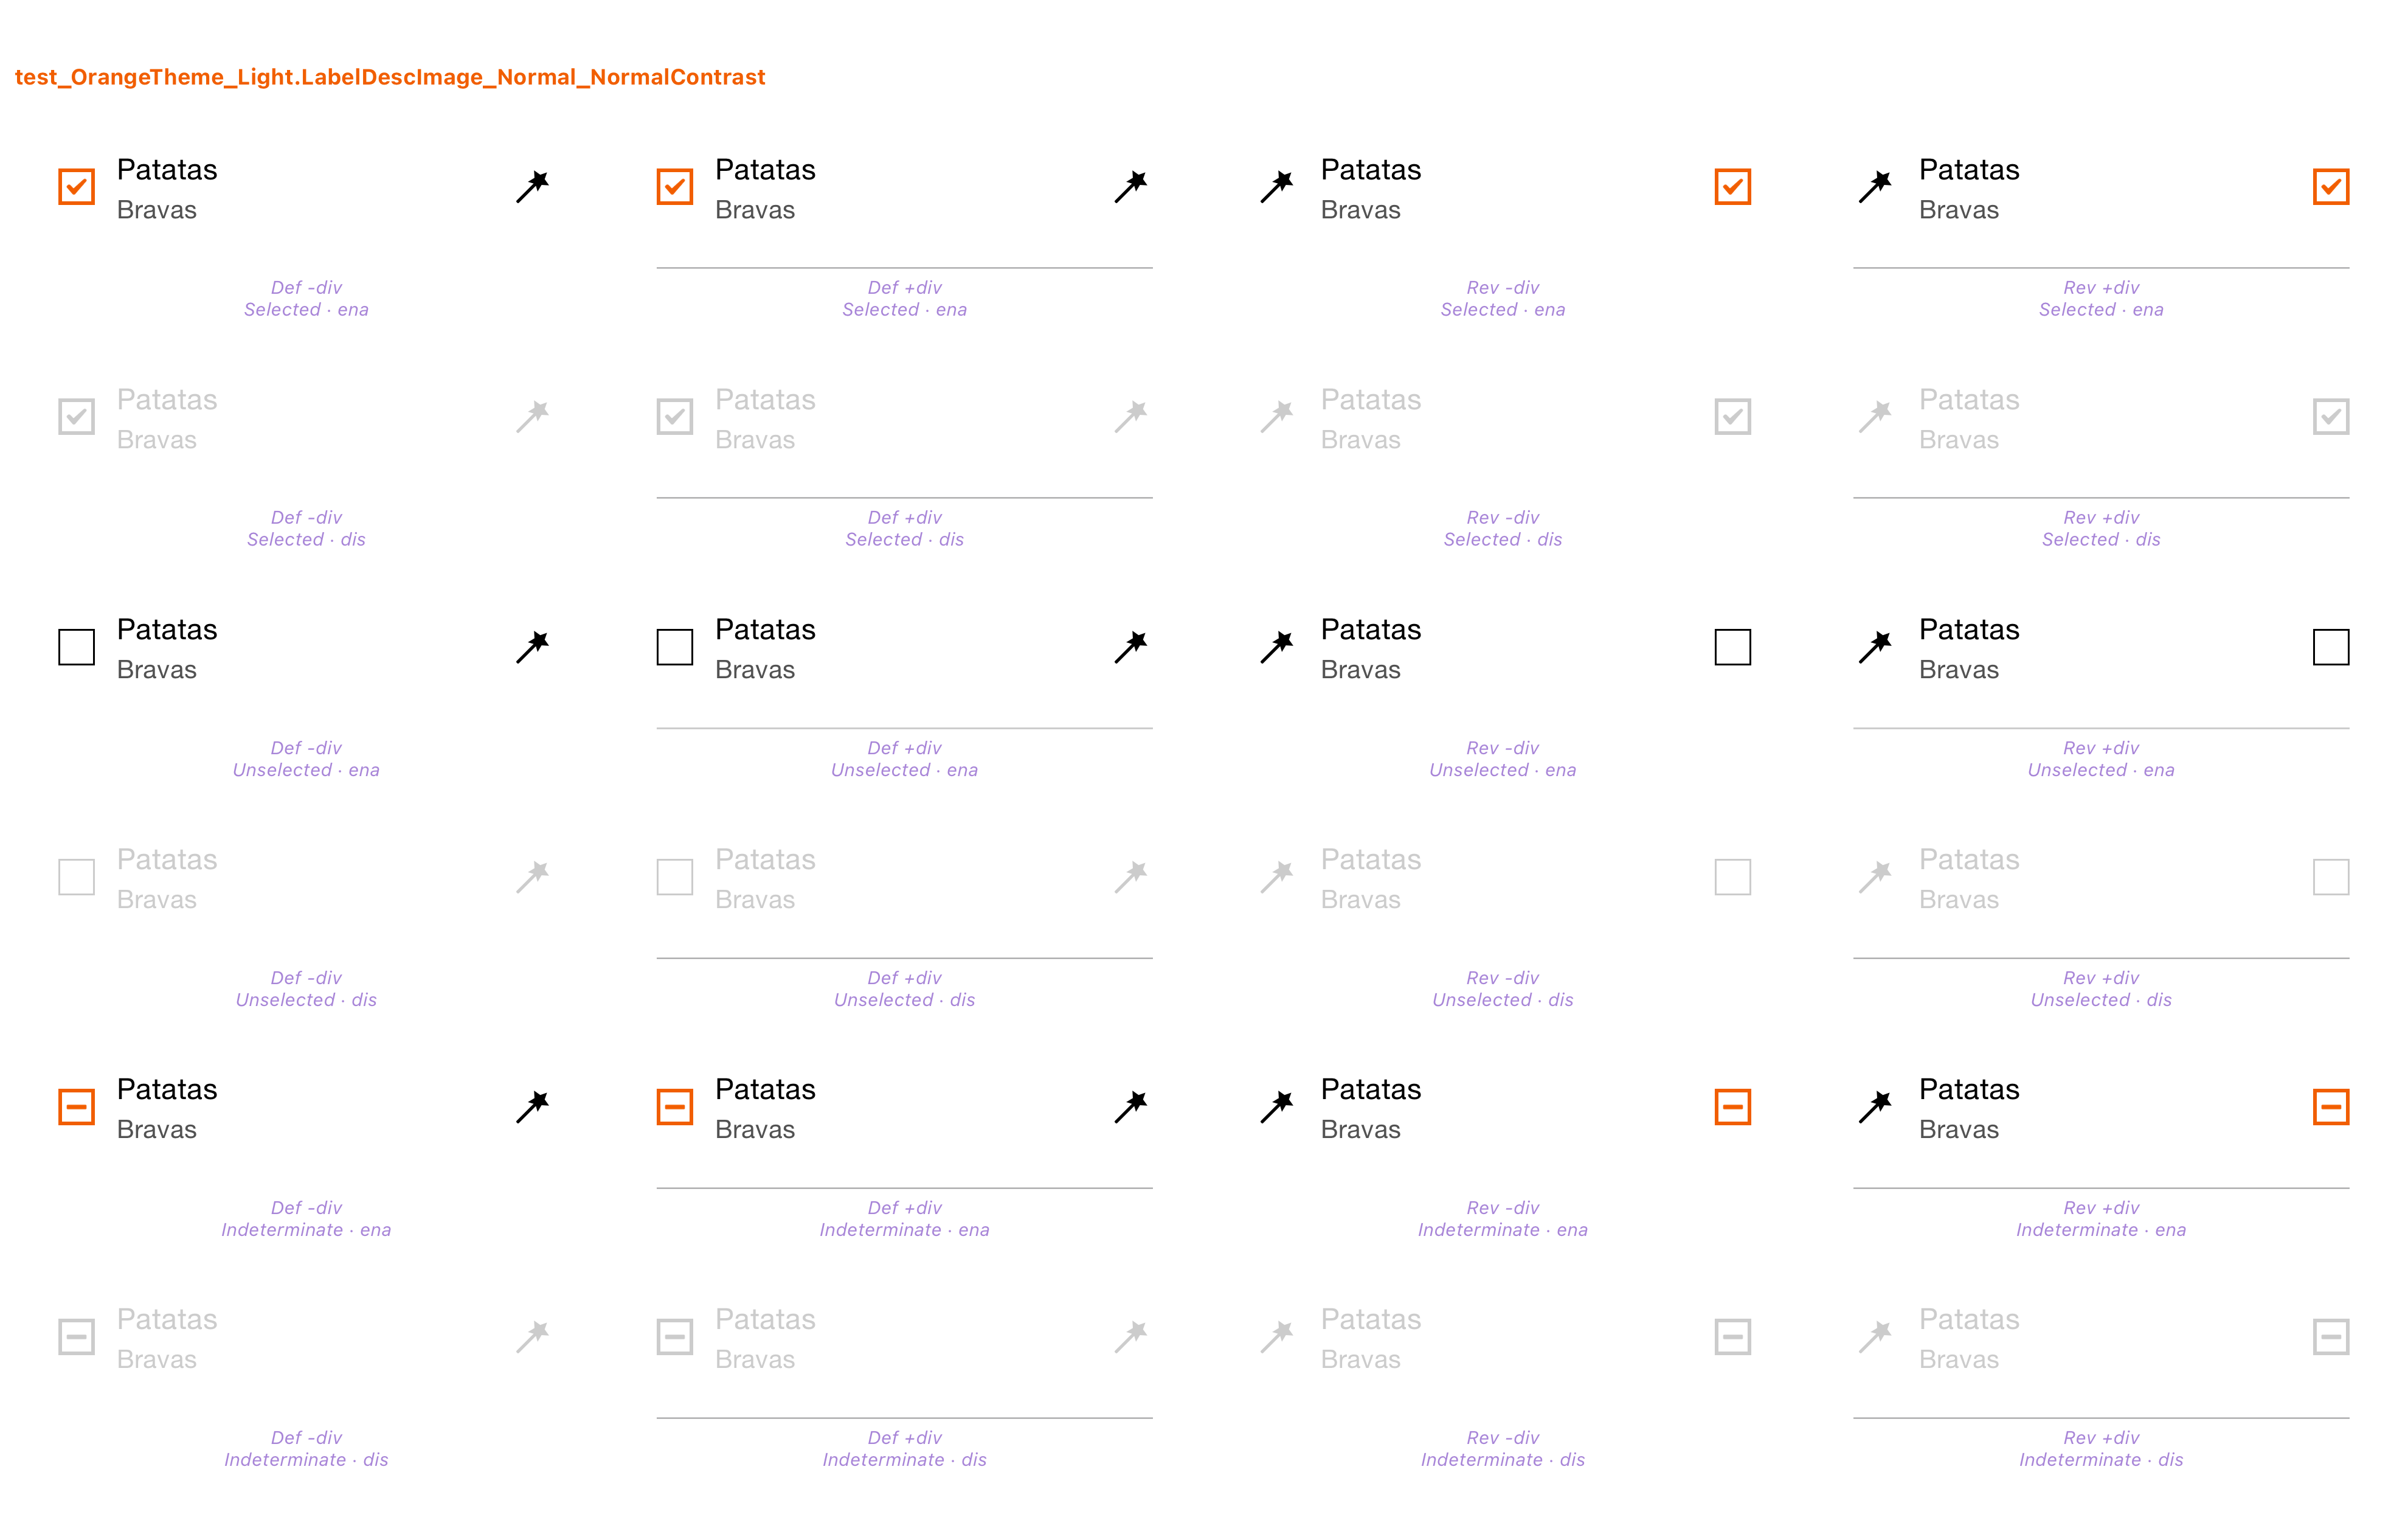 test_OrangeTheme_Light.LabelDescImage_Normal_NormalContrast
Patatas
Bravas
Def -div
Selected · ena
Patatas
Bravas
Def +div
Selected · ena
Patatas
Bravas
Rev -div
Selected · ena
Patatas
Bravas
Rev +div
Selected · ena
Patatas
Bravas
Def -div
Selected · dis
Patatas
Bravas
Def +div
Selected · dis
Patatas
Bravas
Rev -div
Selected · dis
Patatas
Bravas
Rev +div
Selected · dis
Patatas
Bravas
Def -div
Unselected · ena
Patatas
Bravas
Def +div
Unselected · ena
Patatas
Bravas
Rev -div
Unselected · ena
Patatas
Bravas
Rev +div
Unselected · ena
Patatas
Bravas
Def -div
Unselected · dis
Patatas
Bravas
Def +div
Unselected · dis
Patatas
Bravas
Rev -div
Unselected · dis
Patatas
Bravas
Rev +div
Unselected · dis
Patatas
Bravas
Def -div
Indeterminate · ena
Patatas
Bravas
Def +div
Indeterminate · ena
Patatas
Bravas
Rev -div
Indeterminate · ena
Patatas
Bravas
Rev +div
Indeterminate · ena
Patatas
Bravas
Def -div
Indeterminate · dis
Patatas
Bravas
Def +div
Indeterminate · dis
Patatas
Bravas
Rev -div
Indeterminate · dis
Patatas
Bravas
Rev +div
Indeterminate · dis